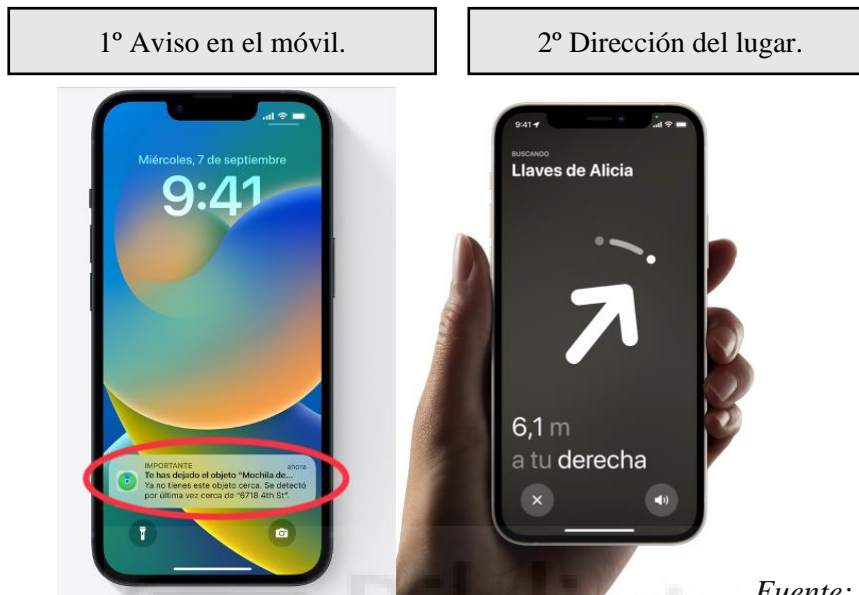 1º Aviso en el móvil.
2º Dirección del lugar.
Miércoles, 7 de septiembre
9:41
IMPORTANTE
ahora
Te has dejado el objeto "Mochila de...
Ya no tienes este objeto cerca. Se detectó
por última vez cerca de "6718 4th St".
9:41
BUSCANDO
Llaves de Alicia
6,1 m
a tu derecha
Fuente: